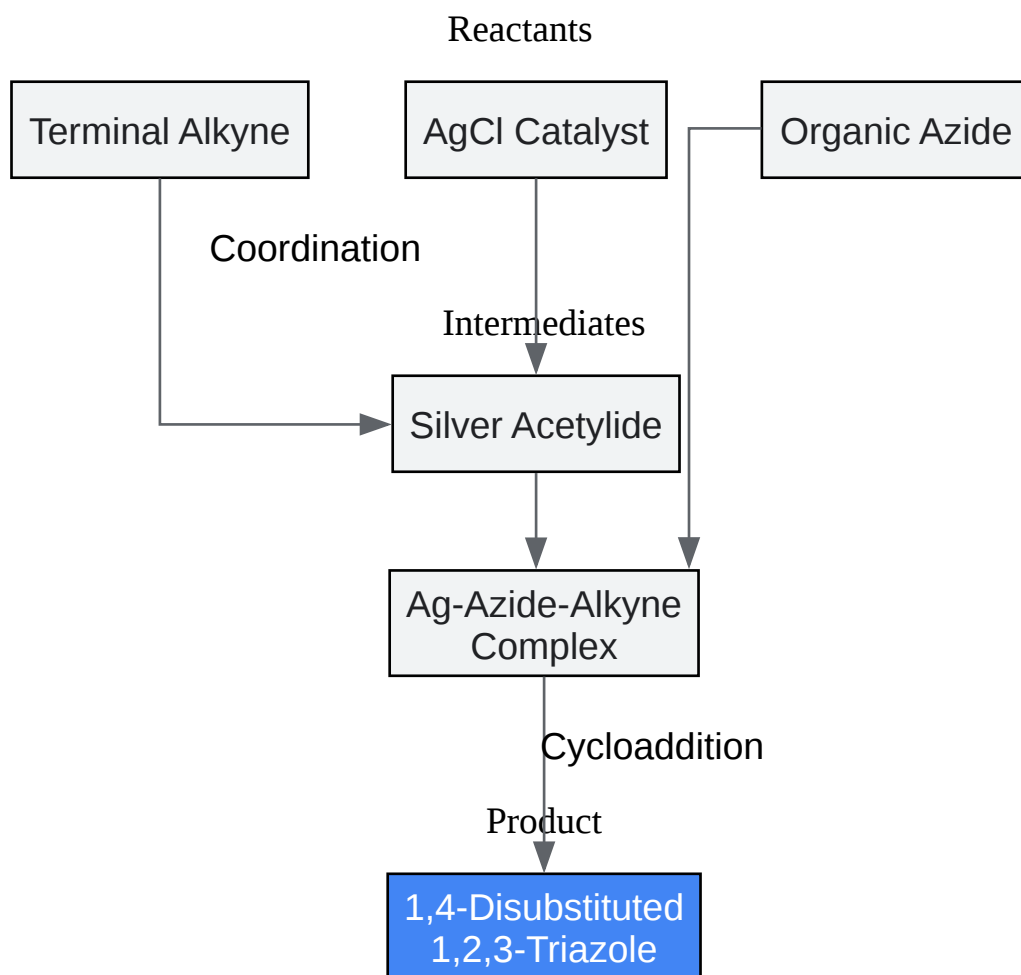 Reactants
Terminal Alkyne
AgCl Catalyst
Organic Azide
Coordination
Intermediates
Silver Acetylide
Ag-Azide-Alkyne
Complex
Cycloaddition
Product
1,4-Disubstituted
1,2,3-Triazole